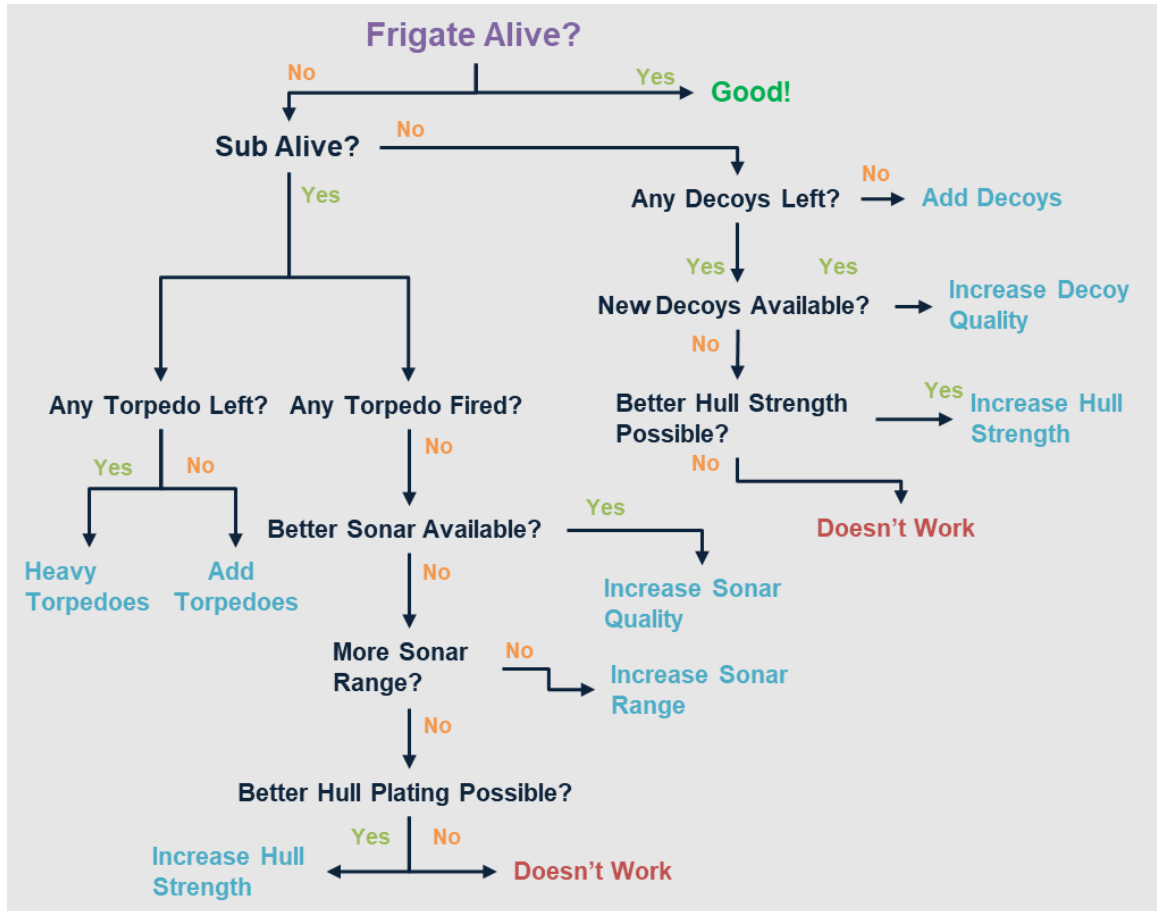 Frigate Alive?
No
Yes
Good!
Sub Alive?
No
Yes
Any Decoys Left?
No
Add Decoys
Yes
Yes
New Decoys Available?
Increase Decoy
Quality
No
Any Torpedo Left?
Any Torpedo Fired?
Better Hull Strength
Possible?
Yes
Increase Hull
Strength
No
Yes
No
No
Doesn't Work
Better Sonar Available?
Yes
Heavy
Torpedoes
Add
Torpedoes
No
Increase Sonar
Quality
More Sonar
Range?
No
Increase Sonar
Range
No
Better Hull Plating Possible?
Yes
No
Increase Hull
Strength
Doesn't Work